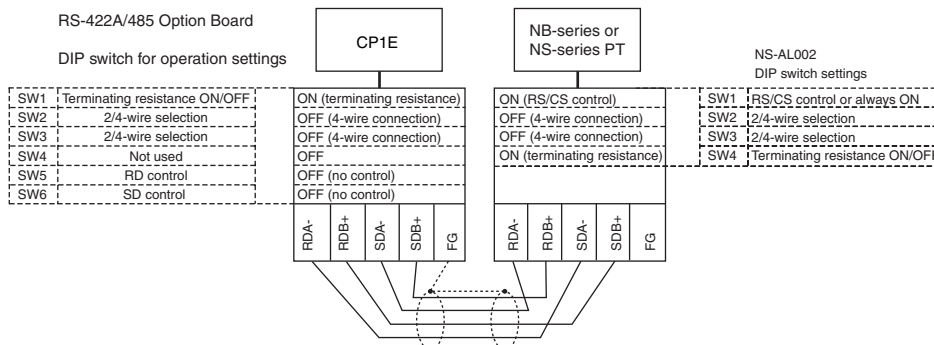 RS-422A/485 Option Board
DIP switch for operation settings
CP1E
NB-series or
NS-series PT
NS-AL002
DIP switch settings
SW1 Terminating resistance ON/OFF
SW2 2/4-wire selection
SW3 2/4-wire selection
SW4 Not used
SW5 RD control
SW6 SD control
ON (terminating resistance)
OFF (4-wire connection)
OFF (4-wire connection)
OFF
OFF (no control)
OFF (no control)
ON (RS/CS control)
OFF (4-wire connection)
OFF (4-wire connection)
ON (terminating resistance)
SW1 RS/CS control or always ON
SW2 2/4-wire selection
SW3 2/4-wire selection
SW4 Terminating resistance ON/OFF
RDA-
RDB+
SDA-
SDB+
FG
RDA-
RDB+
SDA-
SDB+
FG